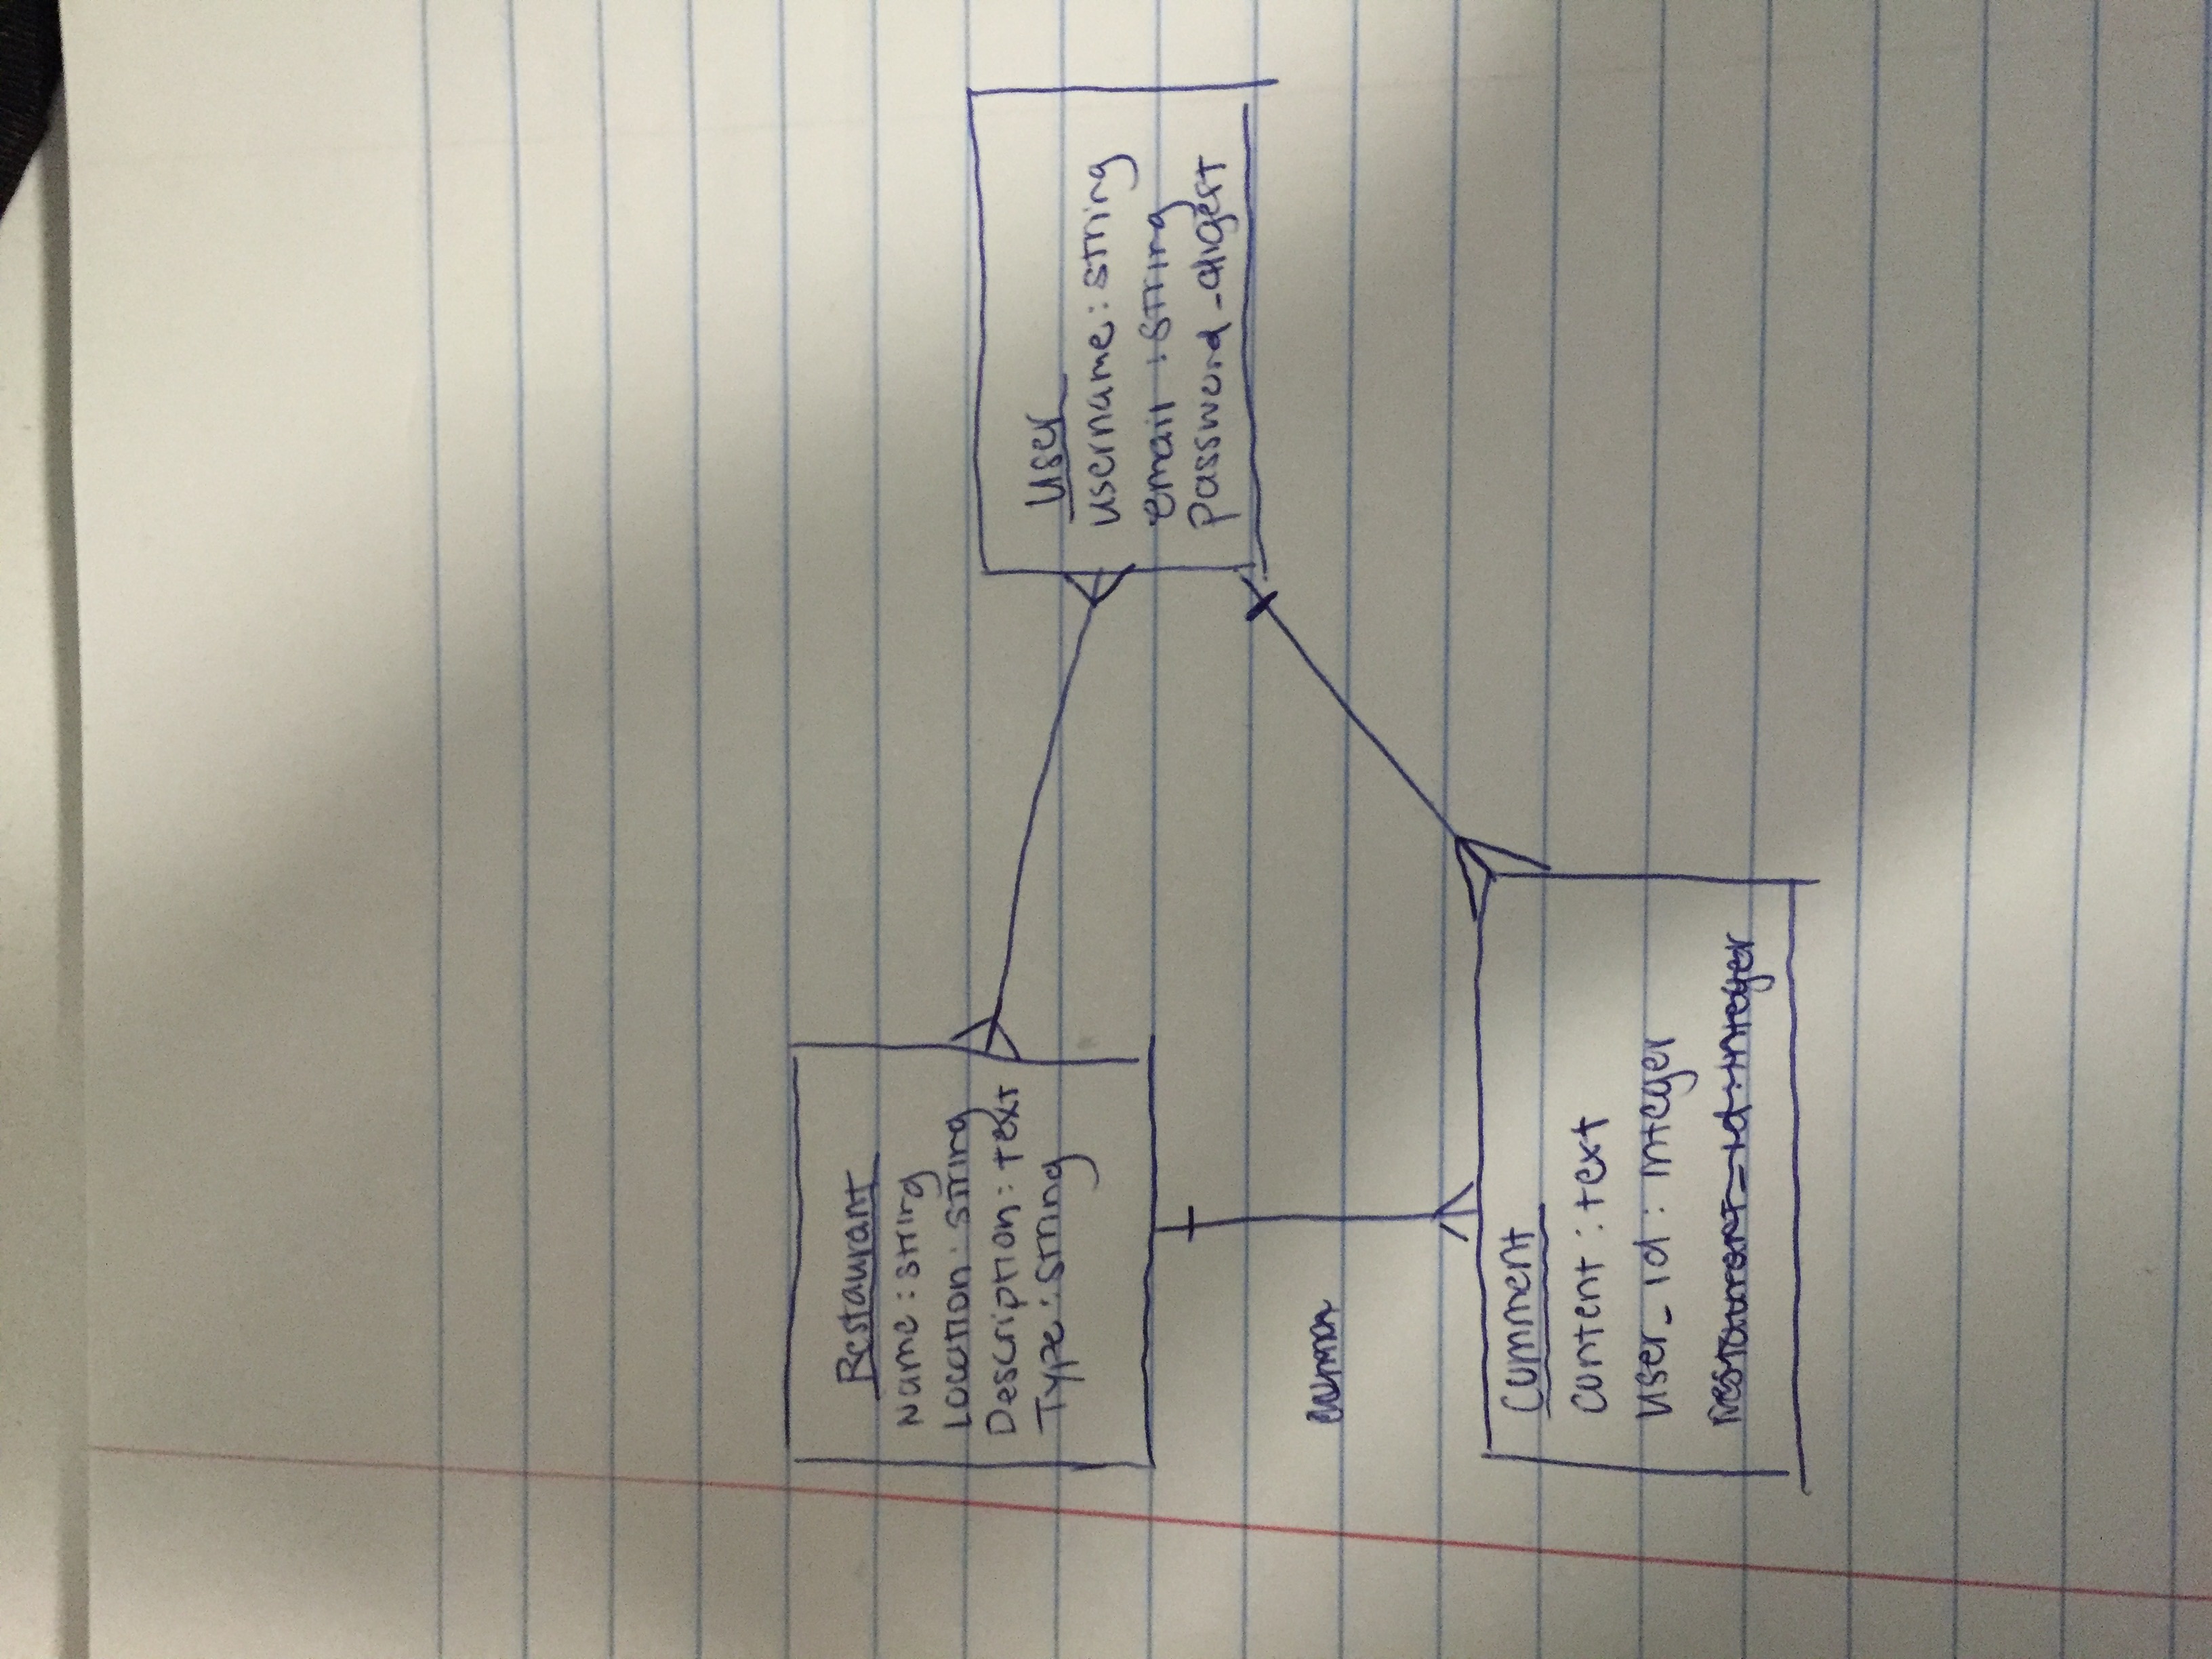 Restaurant
Name : string
Location : string
Description : text
Type : string
User
username : string
email : string
password_digest
Comment
content : text
user_id : integer
restaurant_id : integer